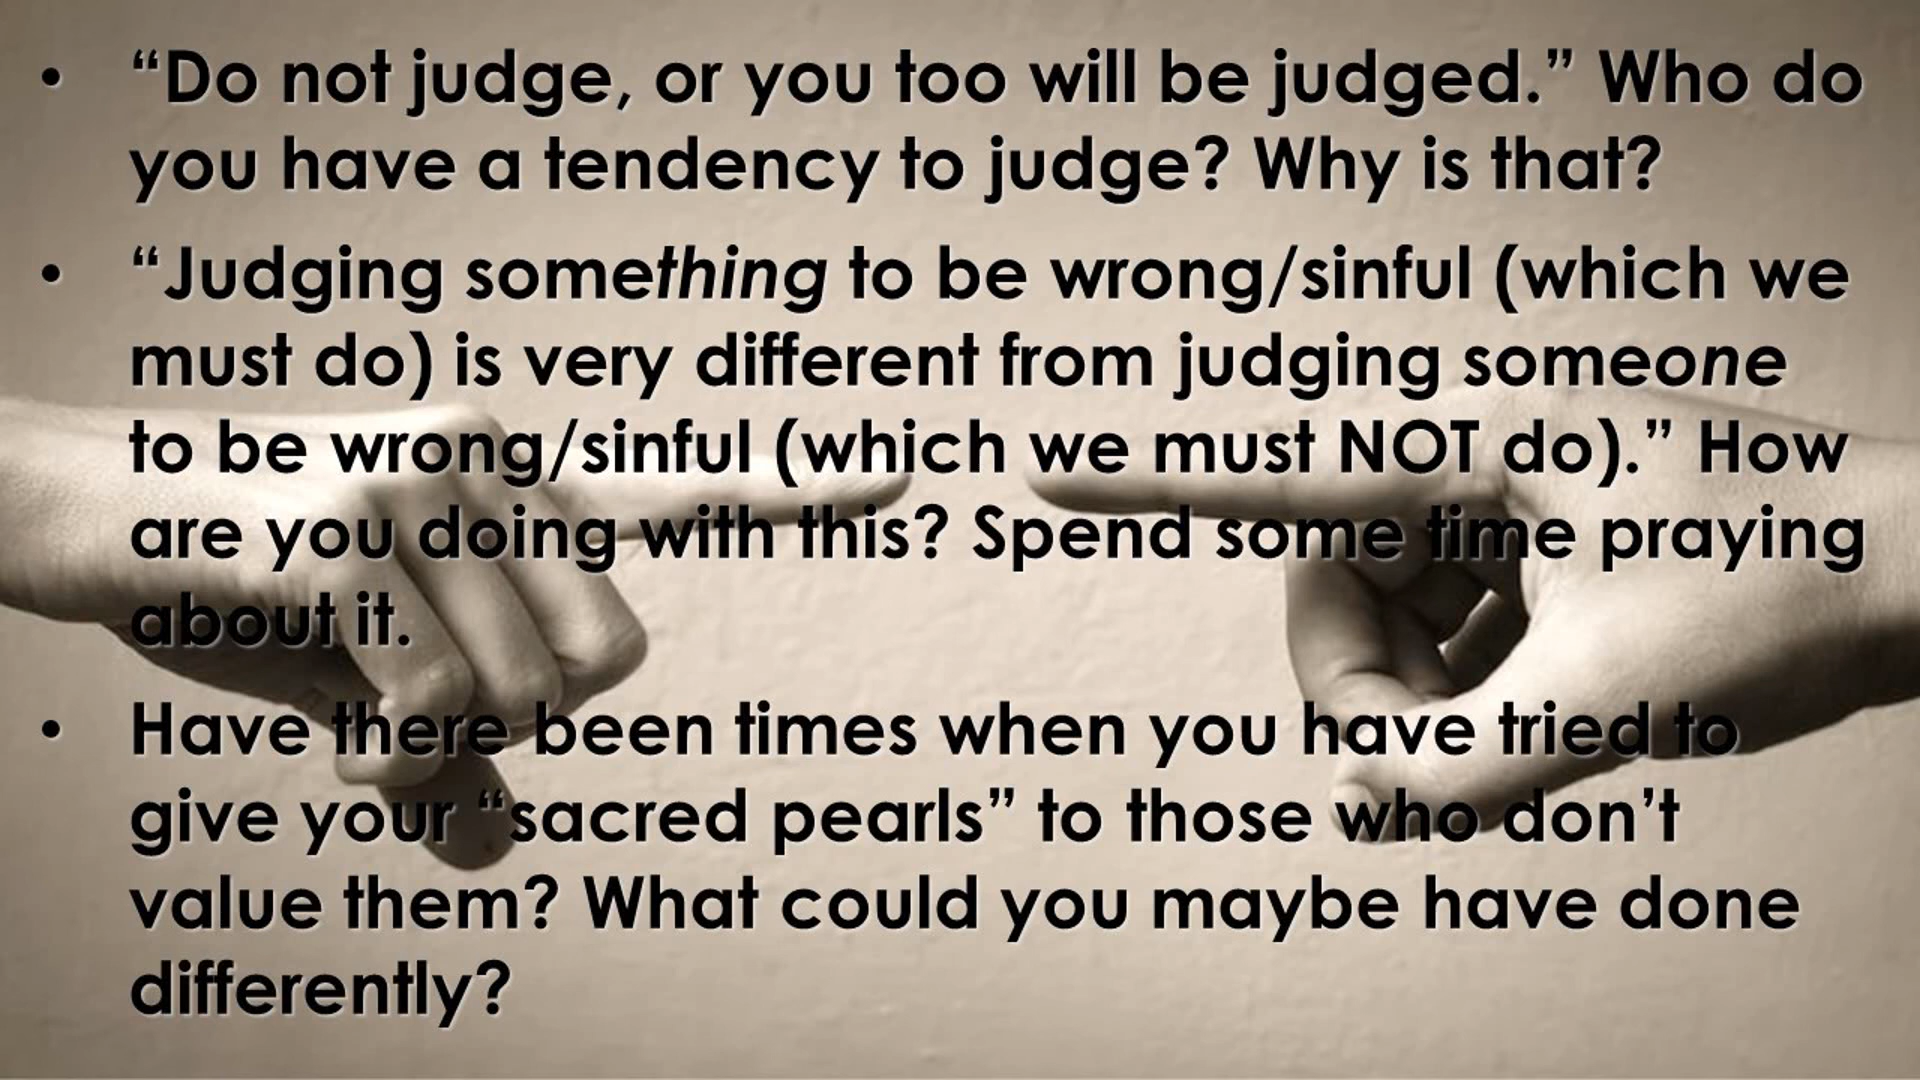 • “Do not judge, or you too will be judged.” Who do
you have a tendency to judge? Why is that?
• “Judging something to be wrong/sinful (which we
must do) is very different from judging someone
to be wrong/sinful (which we must NOT do).” How
are you doing with this? Spend some time praying
about it.
• Have there been times when you have tried to
give your “sacred pearls” to those who don’t
value them? What could you maybe have done
differently?